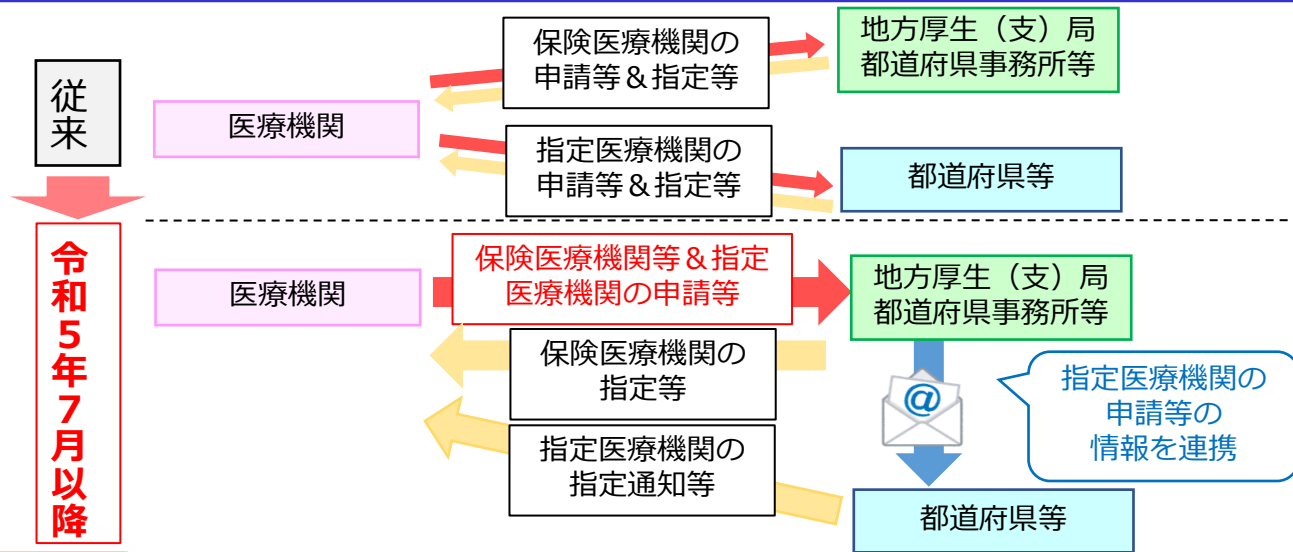 従来
医療機関
保険医療機関の
申請等&指定等
地方厚生(支)局
都道府県事務所等
指定医療機関の
申請等&指定等
都道府県等
令和5年7月以降
医療機関
保険医療機関等&指定
医療機関の申請等
地方厚生(支)局
都道府県事務所等
保険医療機関の
指定等
@
指定医療機関の
申請等の
情報を連携
指定医療機関の
指定通知等
都道府県等